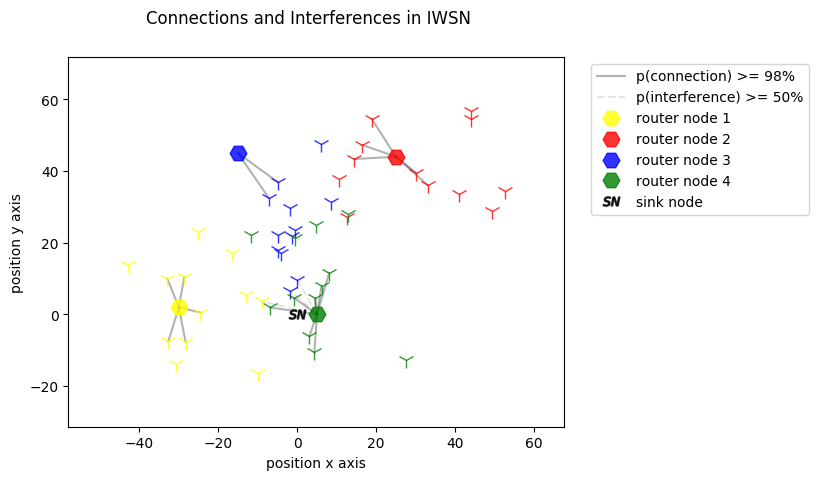 Connections and Interferences in IWSN
p(connection) >= 98%
p(interference) >= 50%
router node 1
router node 2
router node 3
router node 4
SN sink node
60
40
20
0
−20
position y axis
SN
−40 −20 0 20 40 60
position x axis